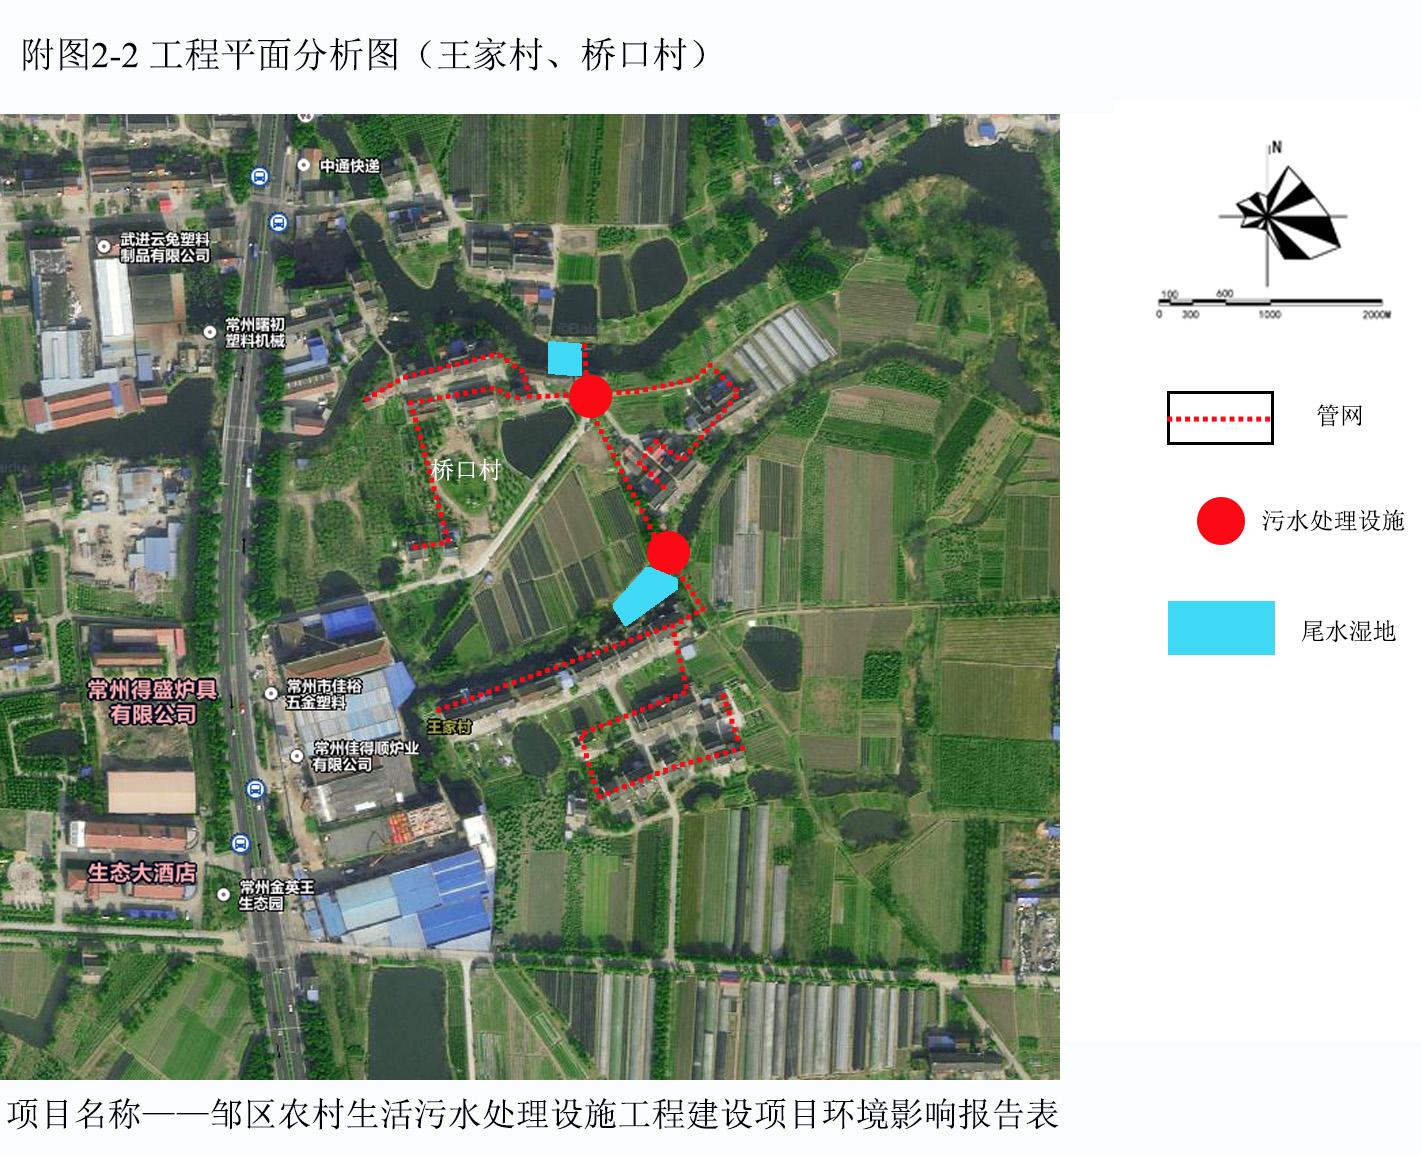 附图2-2 工程平面分析图（王家村、桥口村）
中通快递
武进云兔塑料
制品有限公司
常州曙初
塑料机械
N
100 600
0 300 1000 2000M
管网
桥口村
污水处理设施
尾水湿地
常州得盛炉具
有限公司
常州市佳裕
五金塑料
王家村
常州佳得顺炉业
有限公司
生态大酒店
常州金英王
生态园
项目名称——邹区农村生活污水处理设施工程建设项目环境影响报告表